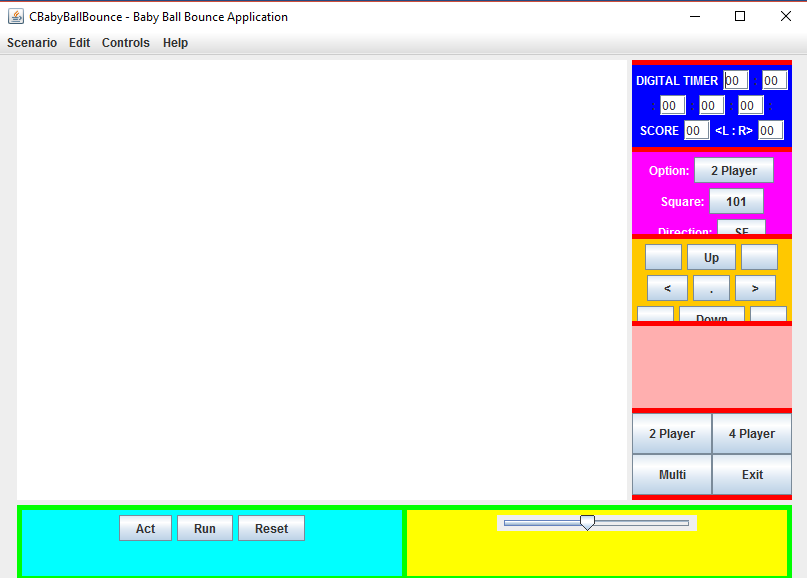 CBabyBallBounce - Baby Ball Bounce Application
Scenario Edit Controls Help
DIGITAL TIMER 00 : 00
: 00 : 00 : 00 :
SCORE 00 <L : R> 00
Option: 2 Player
Square: 101
Direction: SE
Up
< . >
Down
2 Player 4 Player
Multi Exit
Act Run Reset